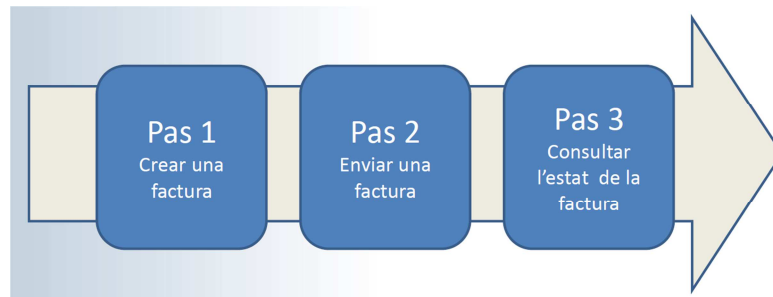 Pas 1
Crear una
factura
Pas 2
Enviar una
factura
Pas 3
Consultar
l'estat de la
factura